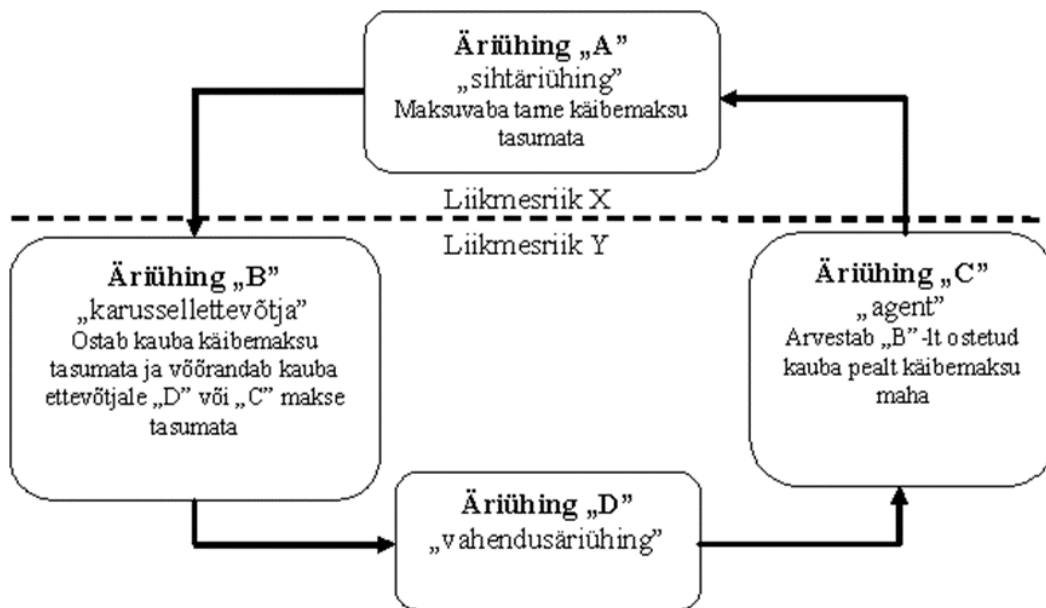 Äriühing „A”
„sihtäriühing”
Maksuvaba tarne käibemaksu
tasumata
Liikmesriik X
Liikmesriik Y
Äriühing „B”
„karussellettevõtja”
Ostab kauba käibemaksu
tasumata ja võõrandab kauba
ettevõtjale „D” või „C” makse
tasumata
Äriühing „C”
„agent”
Arvestab „B”-lt ostetud
kauba pealt käibemaksu
maha
Äriühing „D”
„vahendusäriühing”